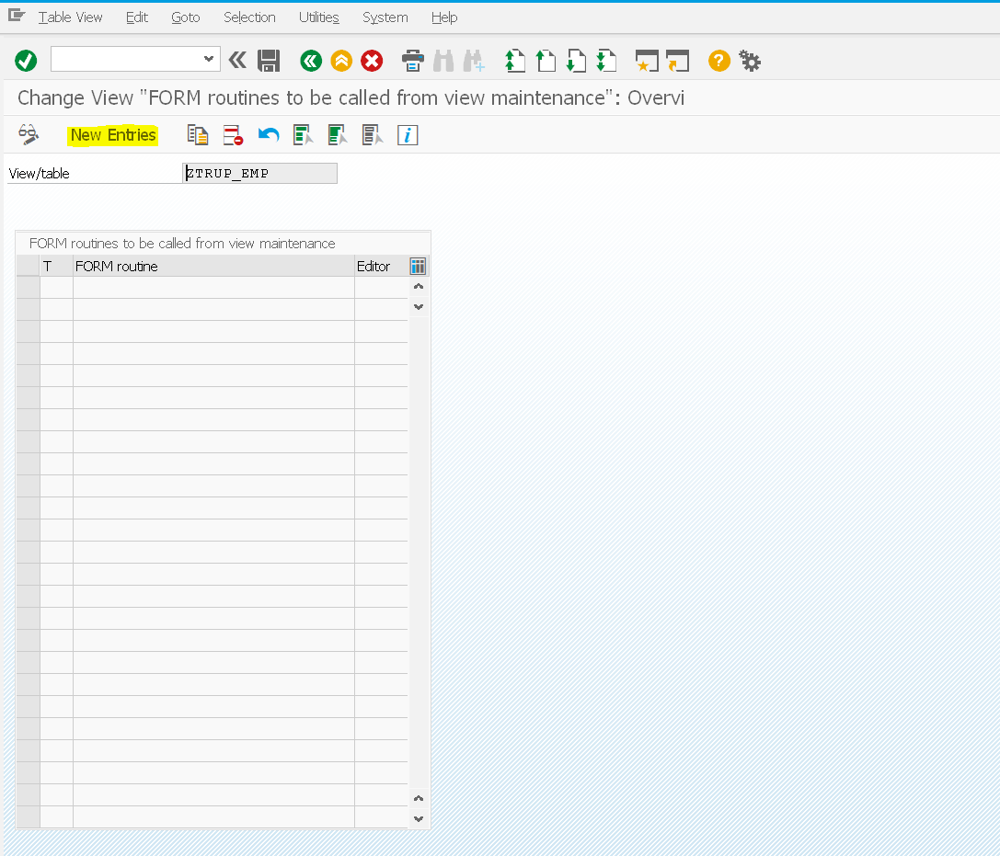 Table View Edit Goto Selection Utilities System Help
Change View "FORM routines to be called from view maintenance": Overvi
New Entries
View/table ZTRUP_EMP
FORM routines to be called from view maintenance
T FORM routine Editor